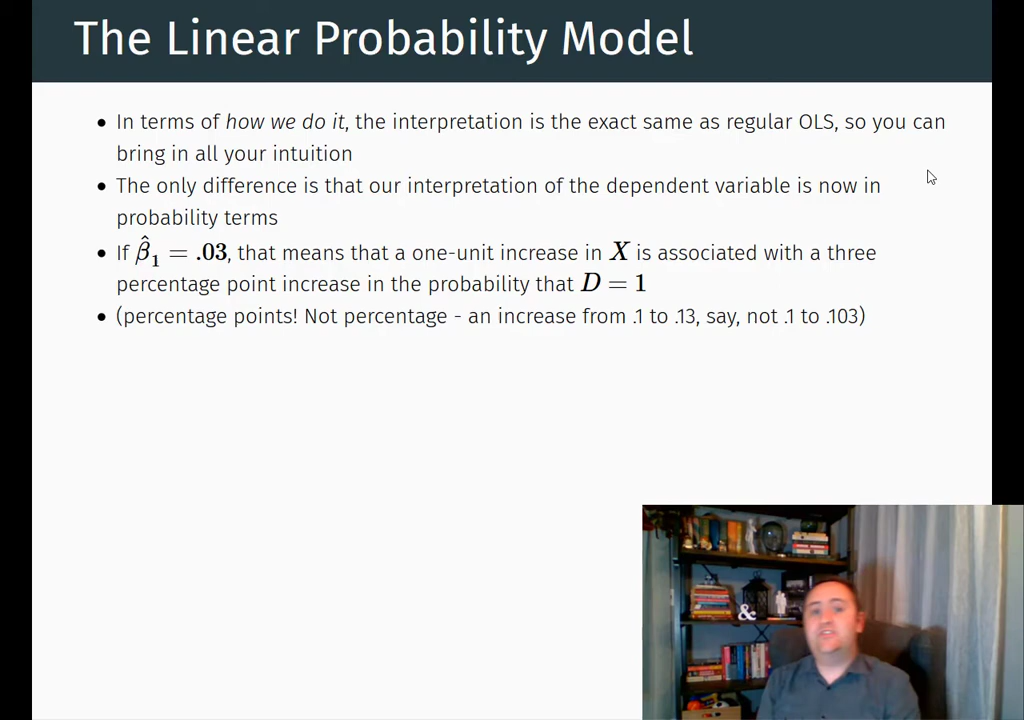 The Linear Probability Model
• In terms of how we do it, the interpretation is the exact same as regular OLS, so you can
bring in all your intuition
• The only difference is that our interpretation of the dependent variable is now in
probability terms
• If β̂₁ = .03, that means that a one-unit increase in X is associated with a three
percentage point increase in the probability that D = 1
• (percentage points! Not percentage - an increase from .1 to .13, say, not .1 to .103)
&